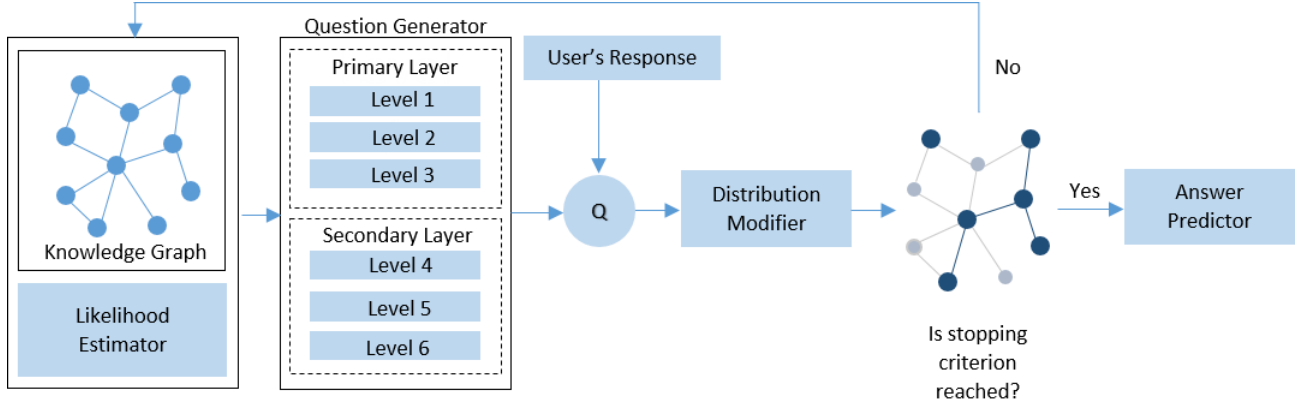 Question Generator
Knowledge Graph
Likelihood
Estimator
Primary Layer
Level 1
Level 2
Level 3
Secondary Layer
Level 4
Level 5
Level 6
User's Response
Q
Distribution
Modifier
No
Is stopping
criterion
reached?
Yes
Answer
Predictor